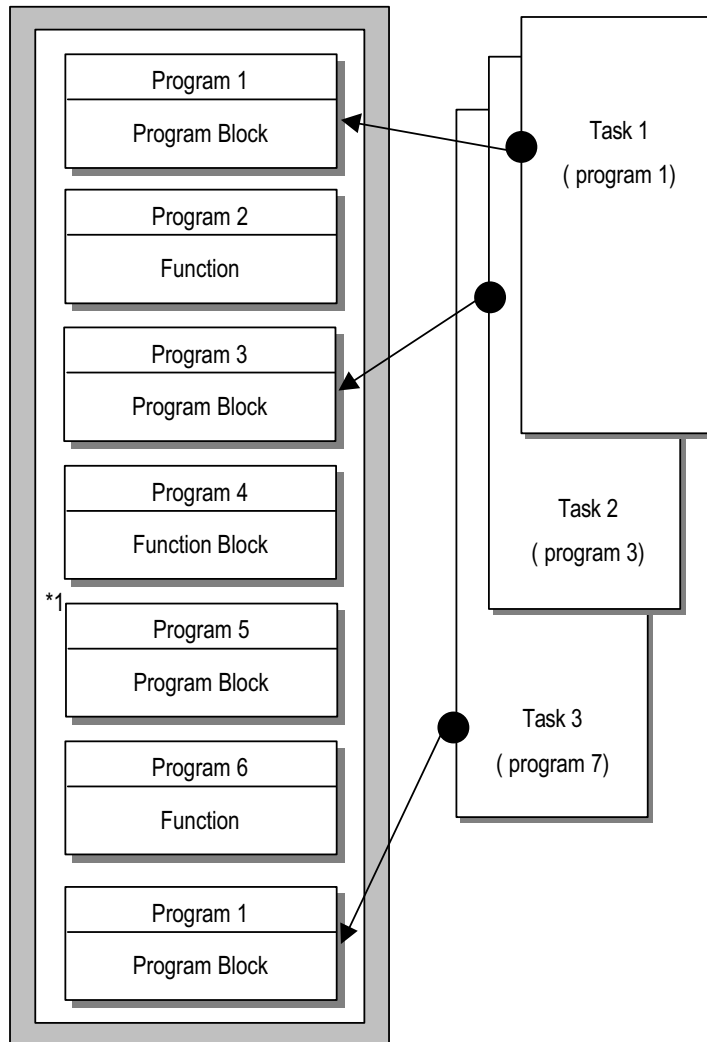 Program 1
Program Block
Program 2
Function
Program 3
Program Block
Program 4
Function Block
*1
Program 5
Program Block
Program 6
Function
Program 1
Program Block
Task 1
( program 1)
Task 2
( program 3)
Task 3
( program 7)